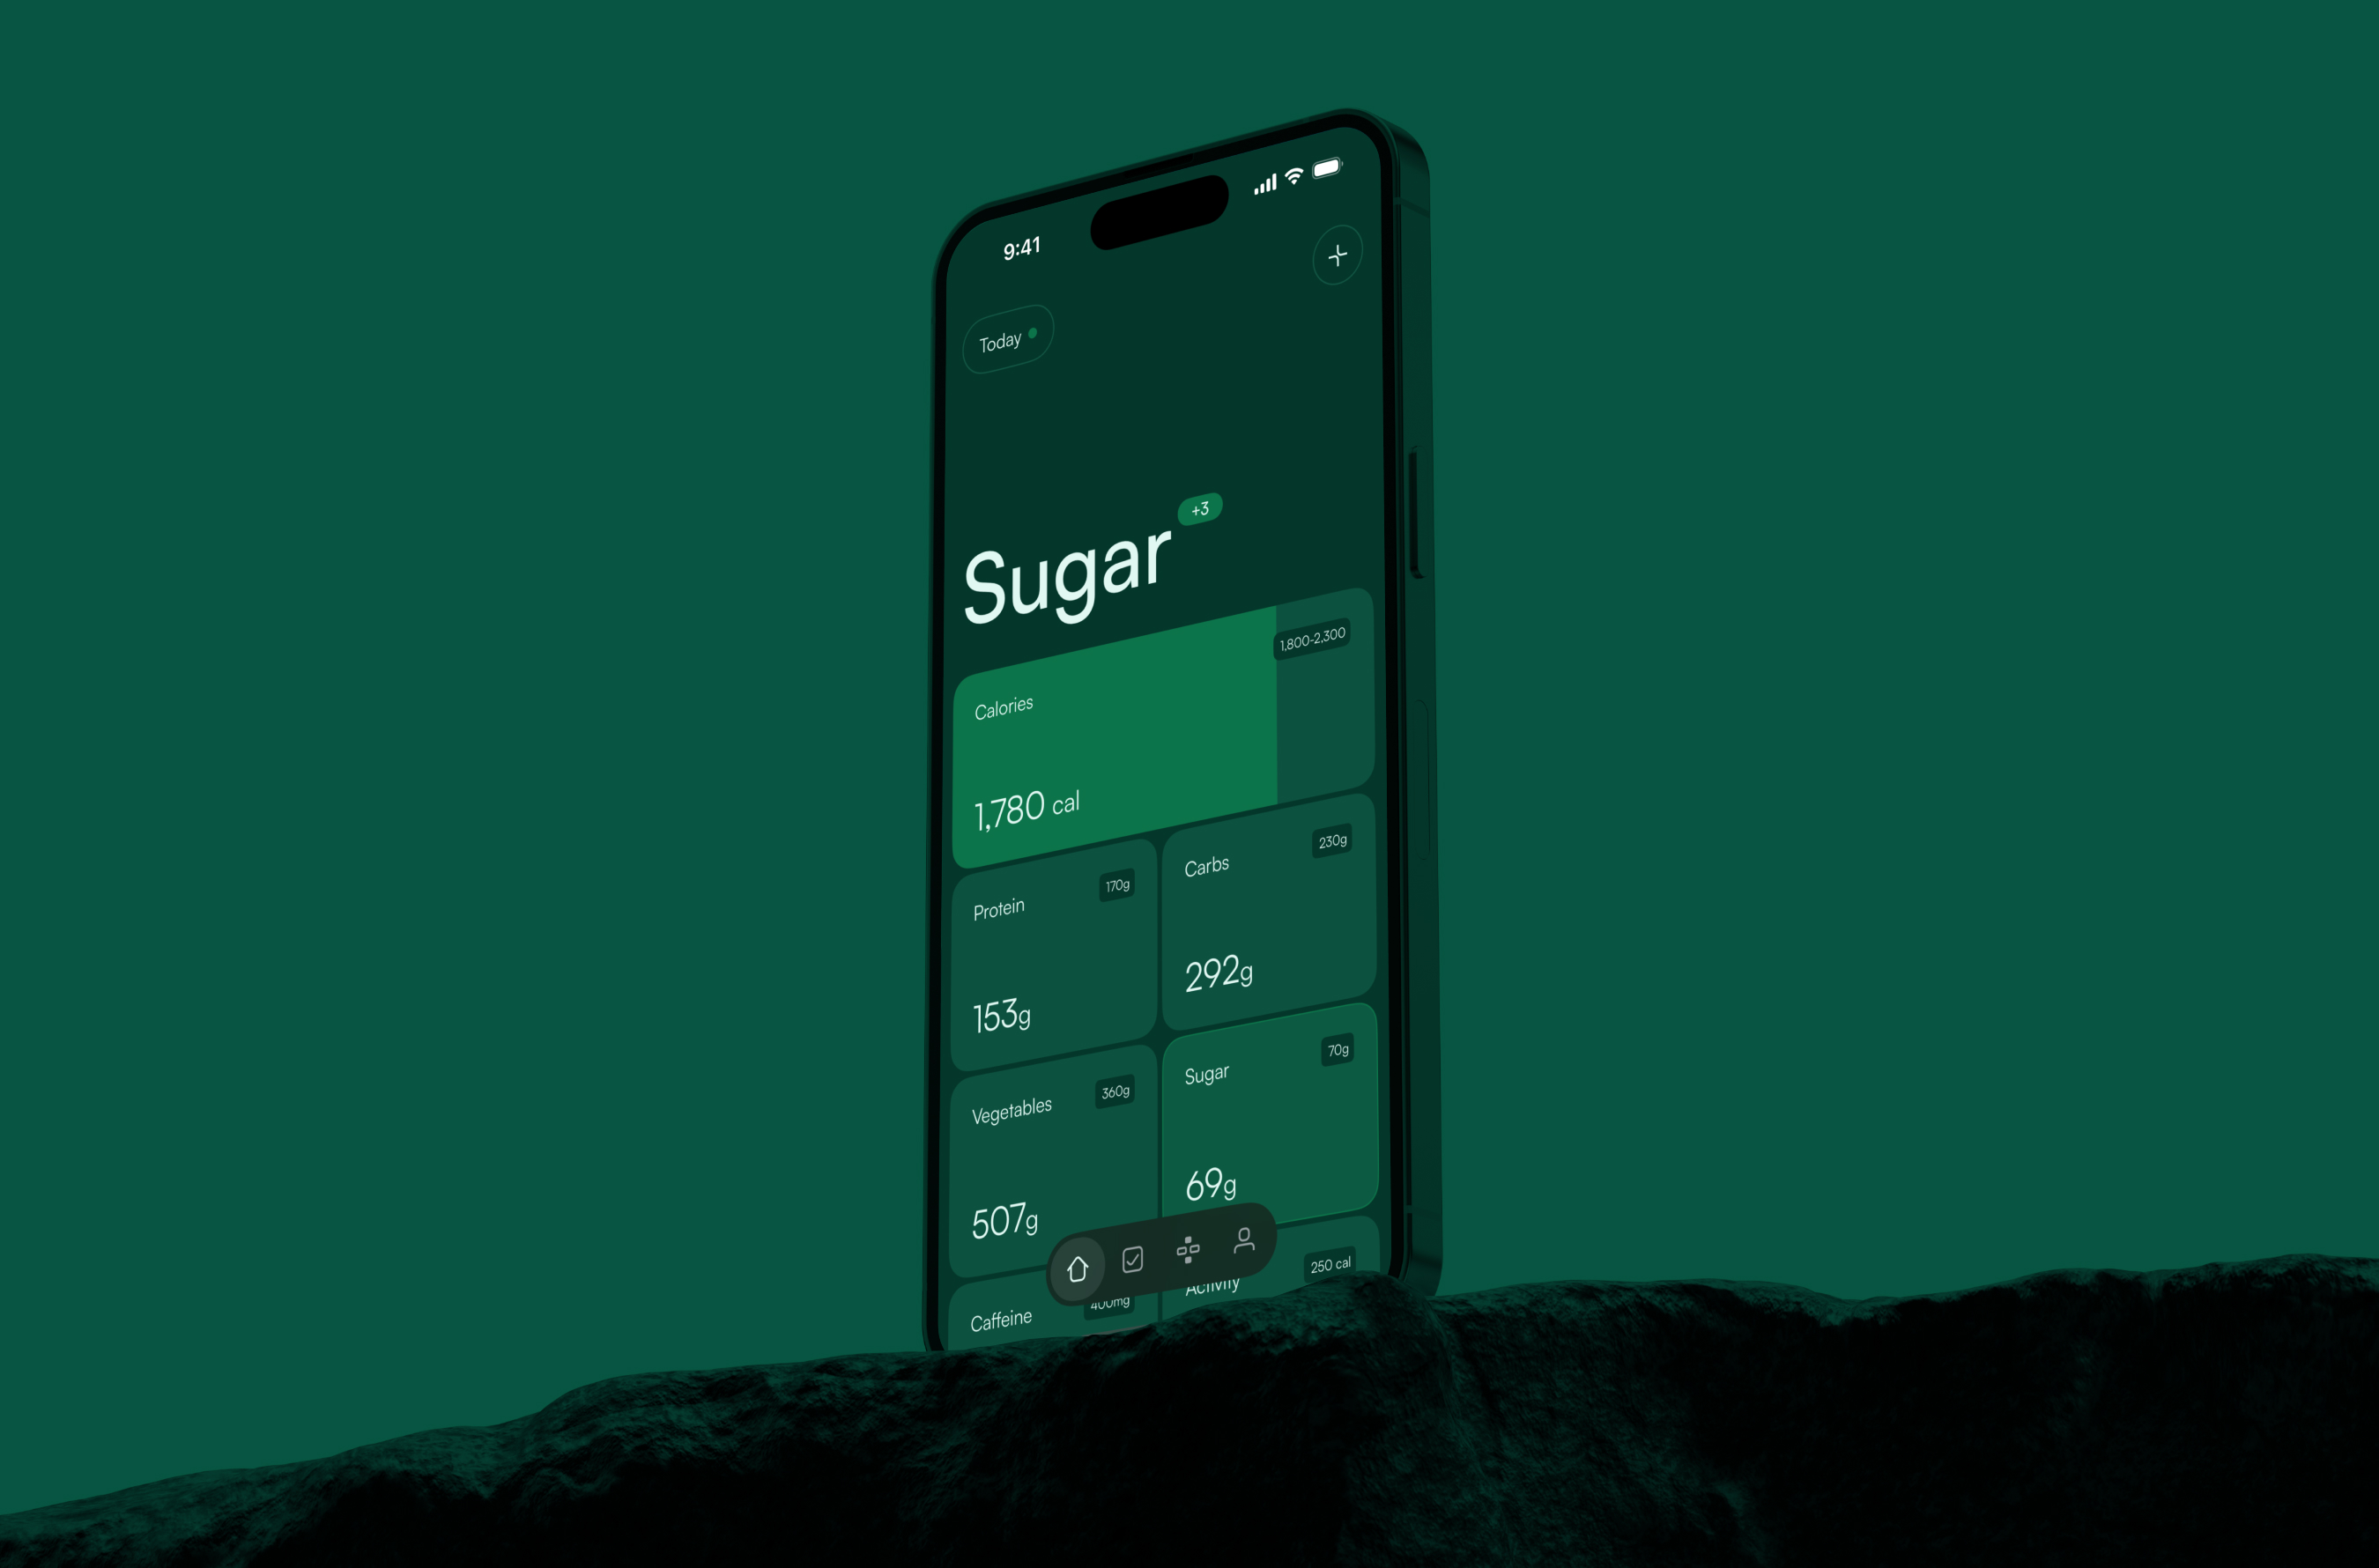 9:41
Today
Sugar +3
Calories 1,800-2,300
1,780 cal
Protein 170g
153g
Carbs 230g
292g
Vegetables 360g
507g
Sugar 70g
69g
Caffeine 400mg
Activity 250 cal